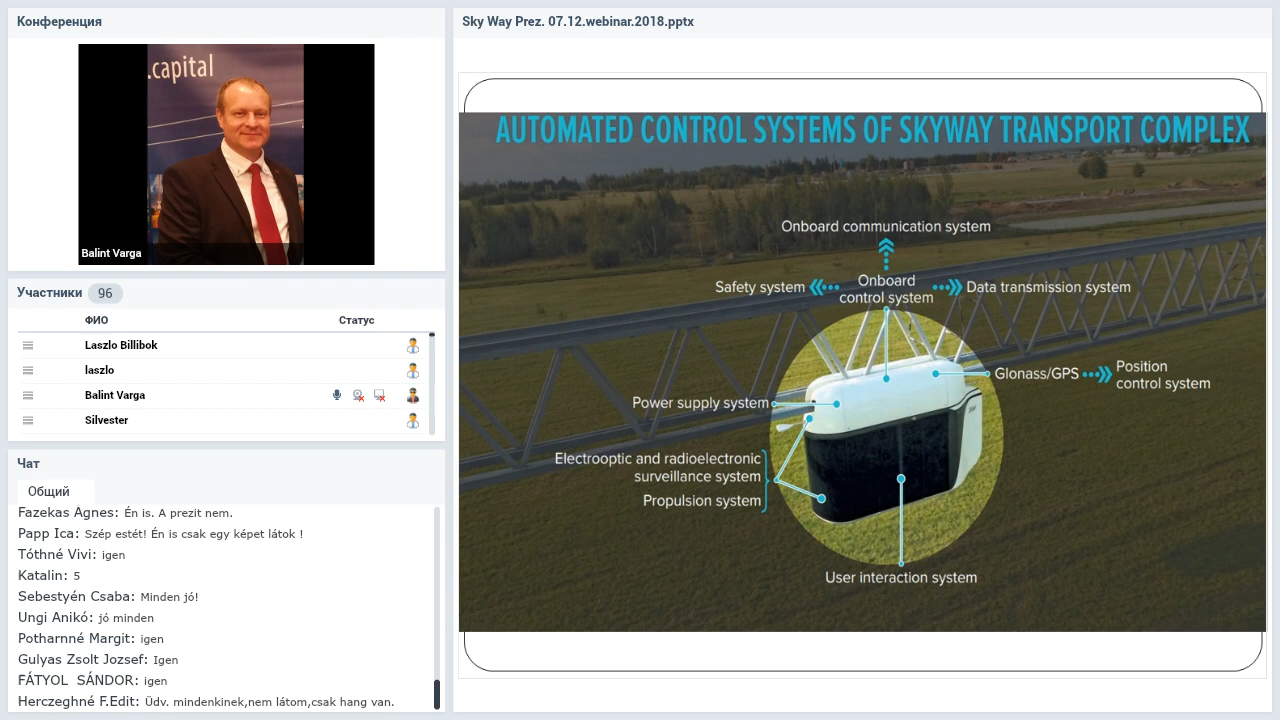 Конференция
.capital
Balint Varga
Участники 96
ФИО Статус
Laszlo Billibok
laszlo
Balint Varga
Silvester
Чат
Общий
Fazekas Ágnes: Én is. A prezit nem.
Papp Ica: Szép estét! Én is csak egy képet látok !
Tóthné Vivi: igen
Katalin: 5
Sebestyén Csaba: Minden jó!
Ungi Anikó: jó minden
Potharnné Margit: igen
Gulyas Zsolt Jozsef: Igen
FÁTYOL SÁNDOR: igen
Herczeghné F.Edit: Üdv. mindenkinek,nem látom,csak hang van.
Sky Way Prez. 07.12.webinar.2018.pptx
AUTOMATED CONTROL SYSTEMS OF SKYWAY TRANSPORT COMPLEX
Onboard communication system
Safety system
Onboard
control system
Data transmission system
Glonass/GPS
Position
control system
Power supply system
Electrooptic and radioelectronic
surveillance system
Propulsion system
User interaction system